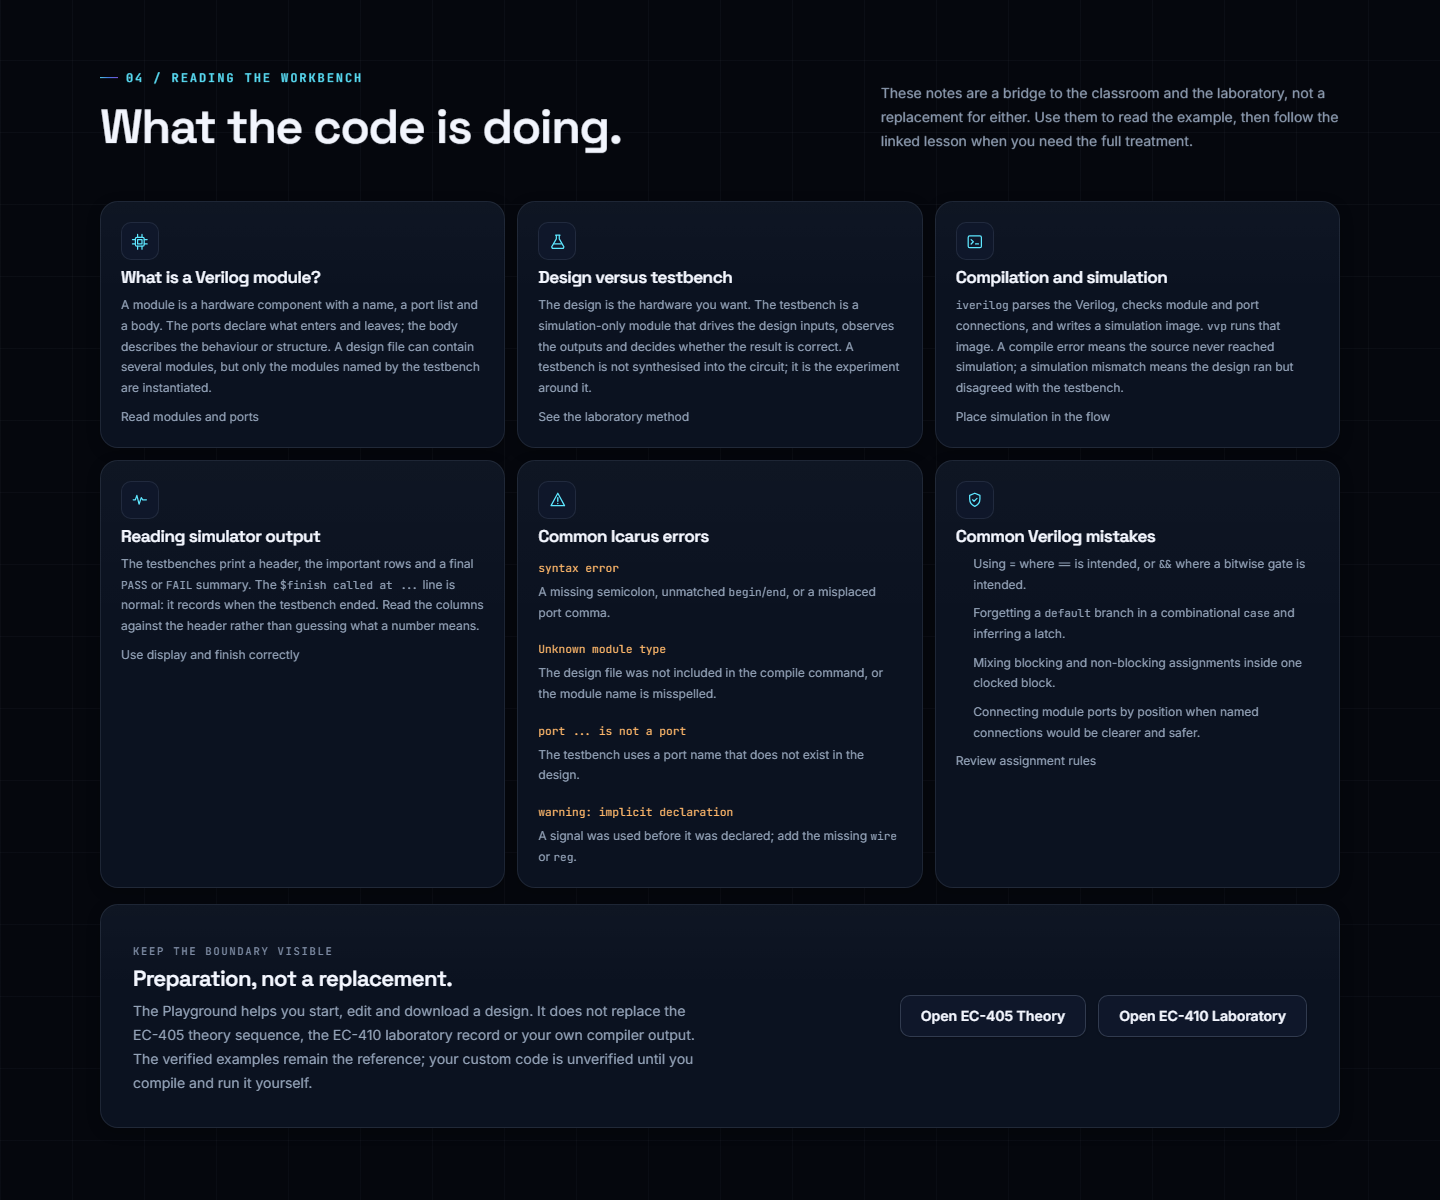 04 / READING THE WORKBENCH
What the code is doing.
These notes are a bridge to the classroom and the laboratory, not a
replacement for either. Use them to read the example, then follow the
linked lesson when you need the full treatment.
What is a Verilog module?
A module is a hardware component with a name, a port list and
a body. The ports declare what enters and leaves; the body
describes the behaviour or structure. A design file can contain
several modules, but only the modules named by the testbench
are instantiated.
Read modules and ports
Design versus testbench
The design is the hardware you want. The testbench is a
simulation-only module that drives the design inputs, observes
the outputs and decides whether the result is correct. A
testbench is not synthesised into the circuit; it is the experiment
around it.
See the laboratory method
Compilation and simulation
iverilog parses the Verilog, checks module and port
connections, and writes a simulation image. vvp runs that
image. A compile error means the source never reached
simulation; a simulation mismatch means the design ran but
disagreed with the testbench.
Place simulation in the flow
Reading simulator output
The testbenches print a header, the important rows and a final
PASS or FAIL summary. The $finish called at ... line is
normal: it records when the testbench ended. Read the columns
against the header rather than guessing what a number means.
Use display and finish correctly
Common Icarus errors
syntax error
A missing semicolon, unmatched begin/end, or a misplaced
port comma.
Unknown module type
The design file was not included in the compile command, or
the module name is misspelled.
port ... is not a port
The testbench uses a port name that does not exist in the
design.
warning: implicit declaration
A signal was used before it was declared; add the missing wire
or reg.
Common Verilog mistakes
Using = where == is intended, or && where a bitwise gate is
intended.
Forgetting a default branch in a combinational case and
inferring a latch.
Mixing blocking and non-blocking assignments inside one
clocked block.
Connecting module ports by position when named
connections would be clearer and safer.
Review assignment rules
KEEP THE BOUNDARY VISIBLE
Preparation, not a replacement.
The Playground helps you start, edit and download a design. It does not replace the
EC-405 theory sequence, the EC-410 laboratory record or your own compiler output.
The verified examples remain the reference; your custom code is unverified until you
compile and run it yourself.
Open EC-405 Theory
Open EC-410 Laboratory